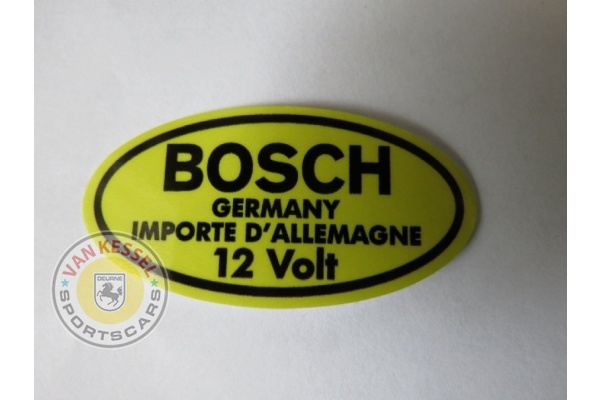 BOSCH
GERMANY
IMPORTE D'ALLEMAGNE
12 Volt
VAN KESSEL
DEURNE
SPORTSCARS